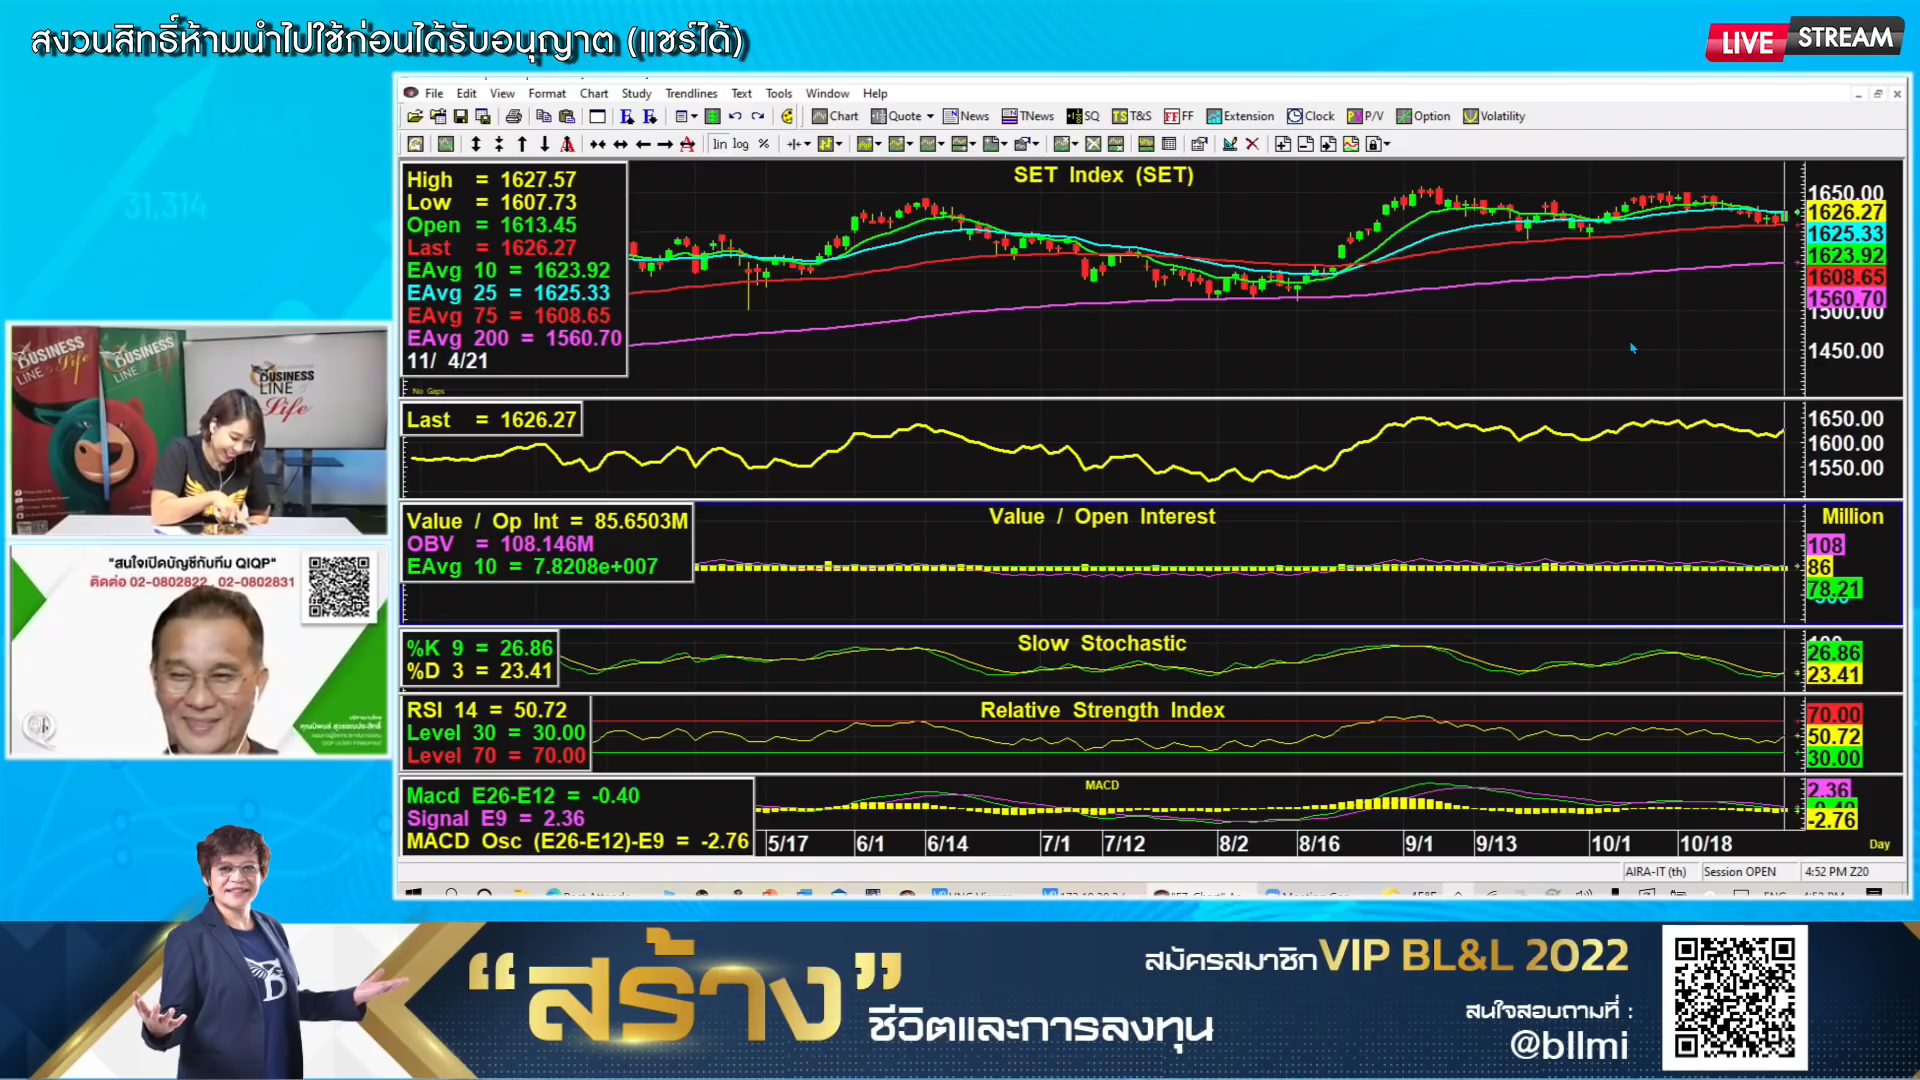 สงวนสิทธิ์ห้ามนำไปใช้ก่อนได้รับอนุญาต (แชร์ได้)
LIVE STREAM
File Edit View Format Chart Study Trendlines Text Tools Window Help
Chart Quote News TNews SQ T&S FF Extension Clock P/V Option Volatility
lin log %
SET Index (SET)
High = 1627.57
Low = 1607.73
Open = 1613.45
Last = 1626.27
EAvg 10 = 1623.92
EAvg 25 = 1625.33
EAvg 75 = 1608.65
EAvg 200 = 1560.70
11/ 4/21
No Gaps
1650.00
1626.27
1625.33
1623.92
1608.65
1560.70
1500.00
1450.00
Last = 1626.27
1650.00
1600.00
1550.00
Value / Op Int = 85.6503M
OBV = 108.146M
EAvg 10 = 7.8208e+007
Value / Open Interest
Million
108
86
78.21
%K 9 = 26.86
%D 3 = 23.41
Slow Stochastic
26.86
23.41
RSI 14 = 50.72
Level 30 = 30.00
Level 70 = 70.00
Relative Strength Index
70.00
50.72
30.00
Macd E26-E12 = -0.40
Signal E9 = 2.36
MACD Osc (E26-E12)-E9 = -2.76
MACD
2.36
-2.76
5/17 6/1 6/14 7/1 7/12 8/2 8/16 9/1 9/13 10/1 10/18 Day
AIRA-IT (th) Session OPEN 4:52 PM Z20
BUSINESS LINE & Life
BUSINESS LINE
BUSINESS LINE Life
"สนใจเปิดบัญชีกับทีม QIQP"
ติดต่อ 02-0802822 , 02-0802831
“สร้าง”
ชีวิตและการลงทุน
สมัครสมาชิก VIP BL&L 2022
สนใจสอบถามที่ :
@bllmi